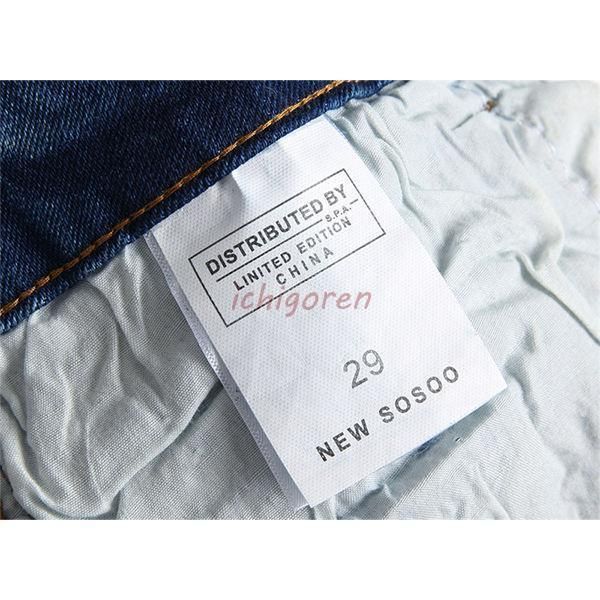 DISTRIBUTED BY
S.P.A.
LIMITED EDITION
CHINA
ichigoren
29
NEW SOSOO